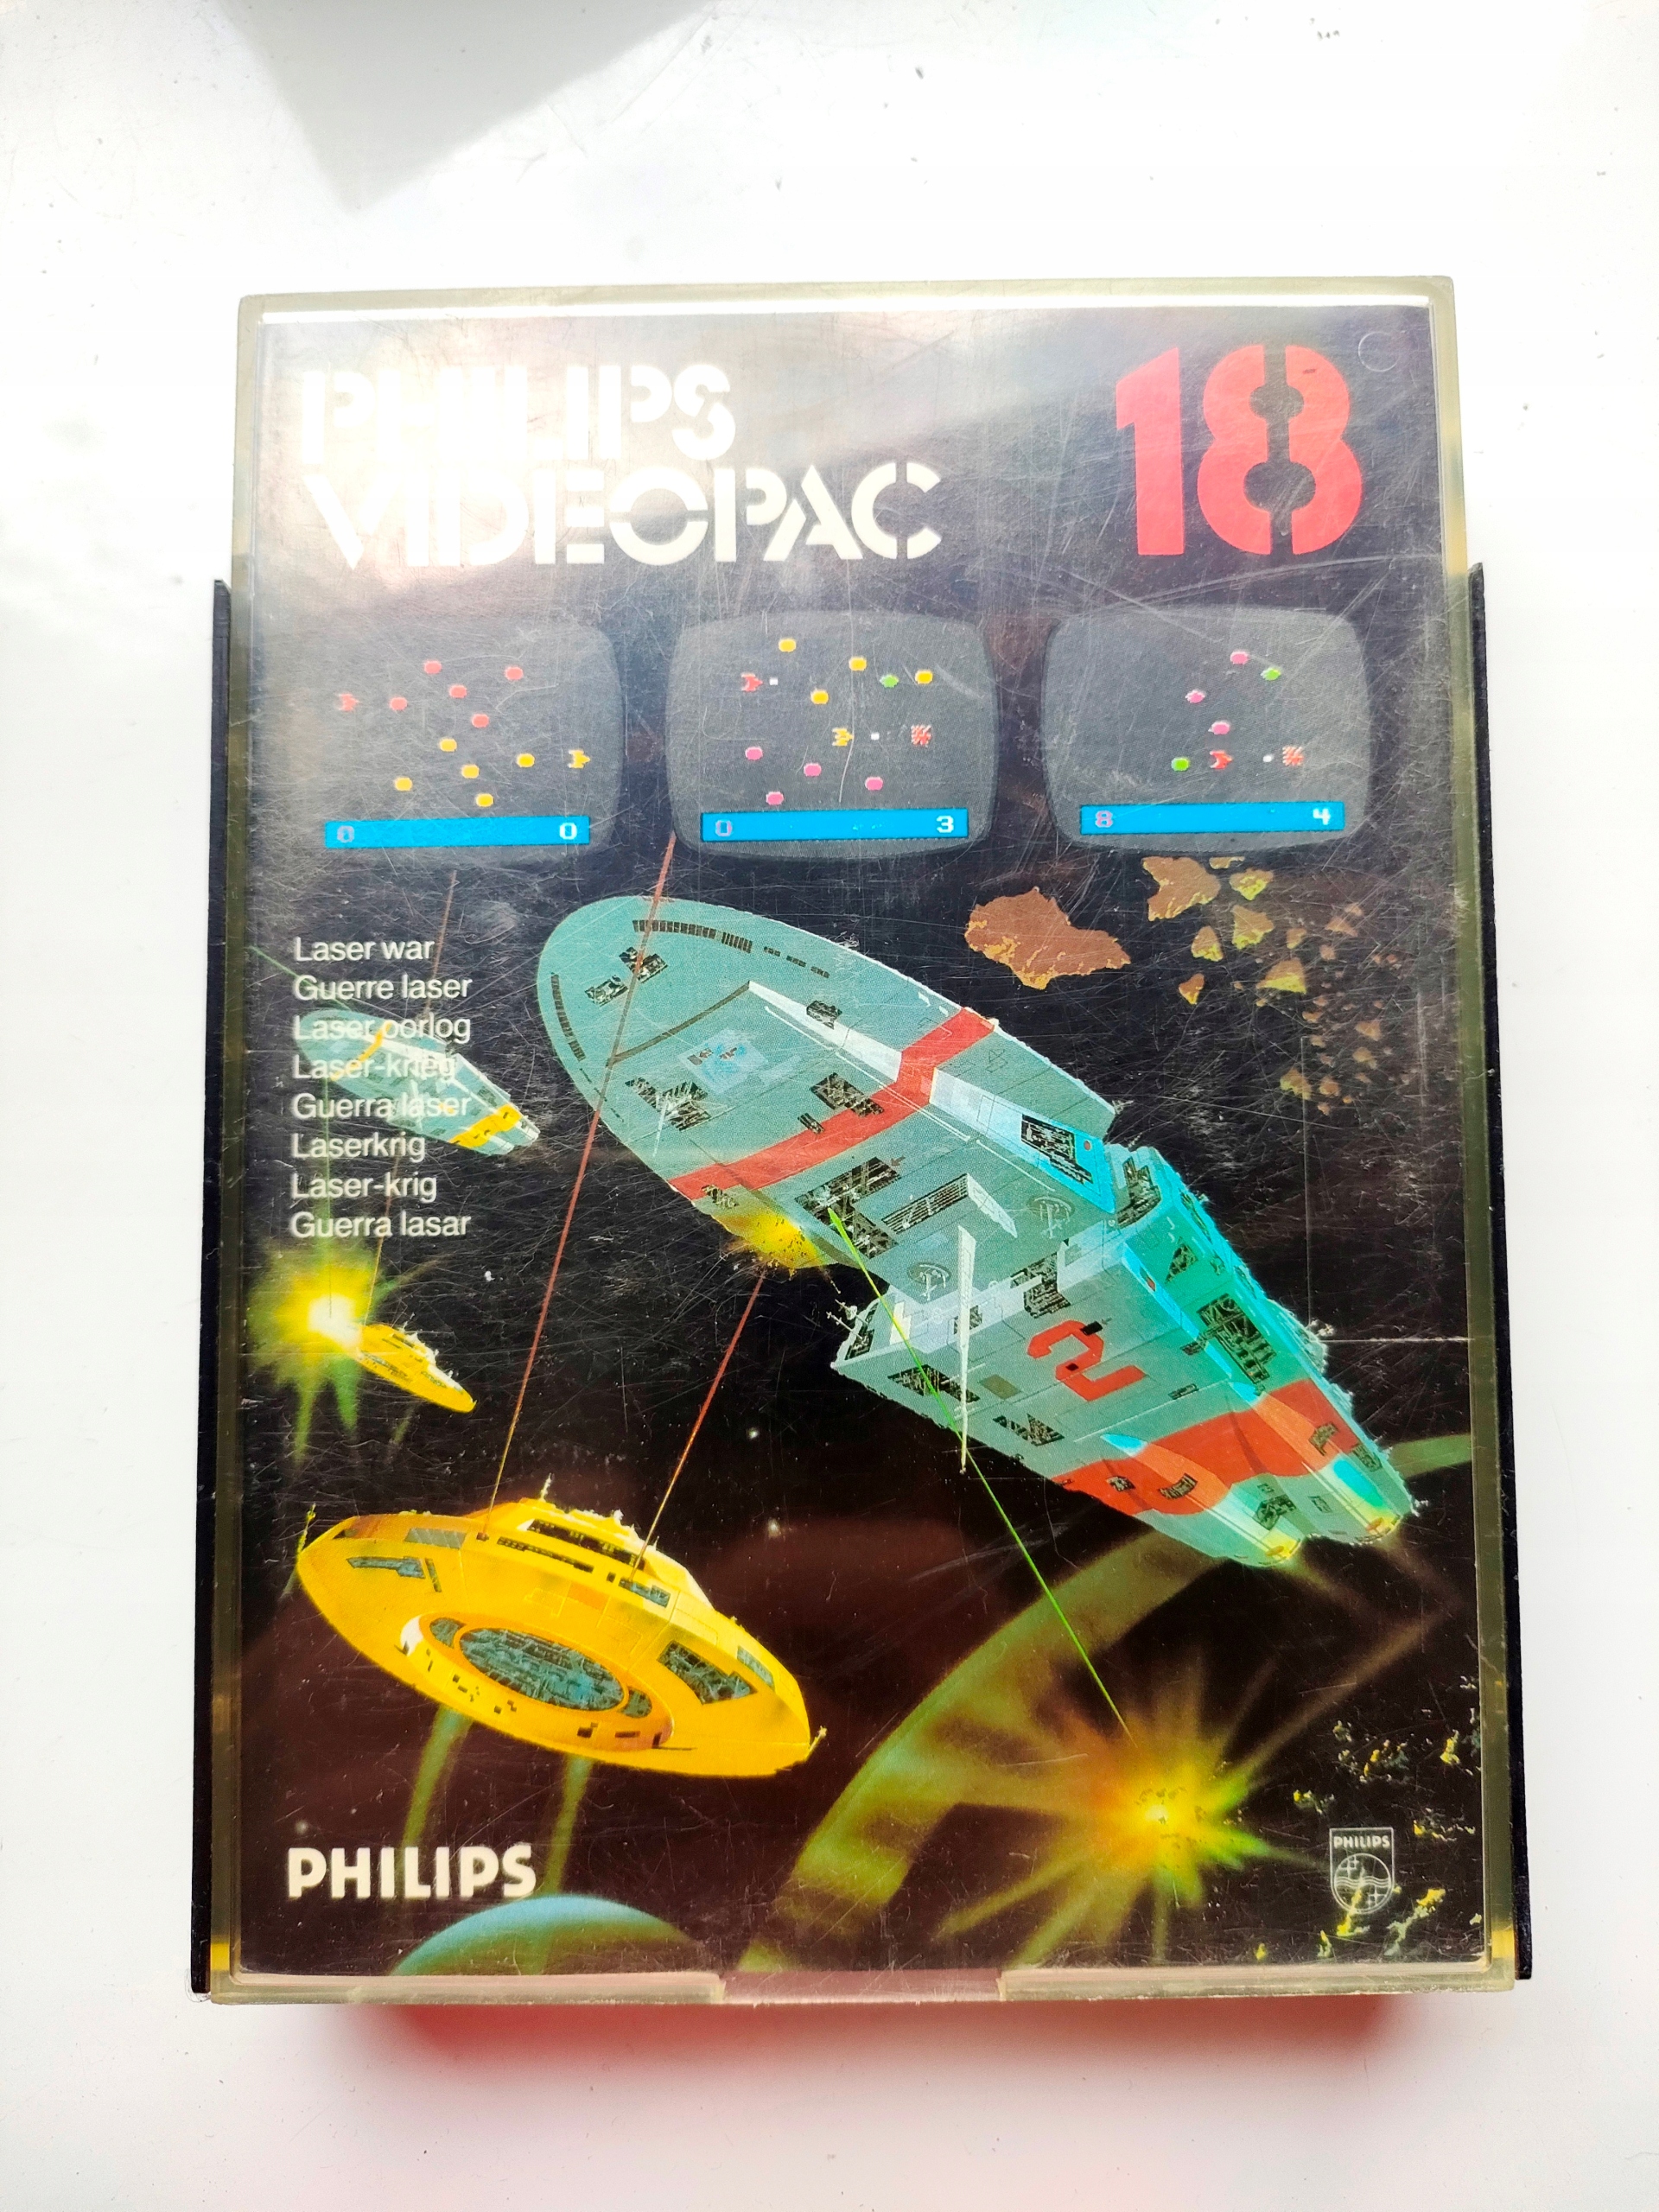 PHILIPS
VIDEOPAC
18
0 0
0 3
8 4
Laser war
Guerre laser
Laser oorlog
Laser-krieg
Guerra laser
Laserkrig
Laser-krig
Guerra lasar
2
PHILIPS
PHILIPS